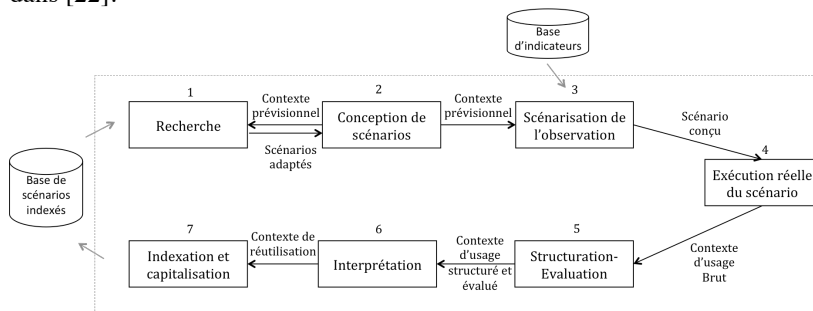 dans [22].
Base
d'indicateurs
1
Recherche
Contexte
prévisionnel
Scénarios
adaptés
2
Conception de
scénarios
Contexte
prévisionnel
3
Scénarisation de
l'observation
Scénario
conçu
4
Exécution réelle
du scénario
Base de
scénarios
indexés
7
Indexation et
capitalisation
Contexte de
réutilisation
6
Interprétation
Contexte
d'usage
structuré et
évalué
5
Structuration-
Evaluation
Contexte
d'usage
Brut